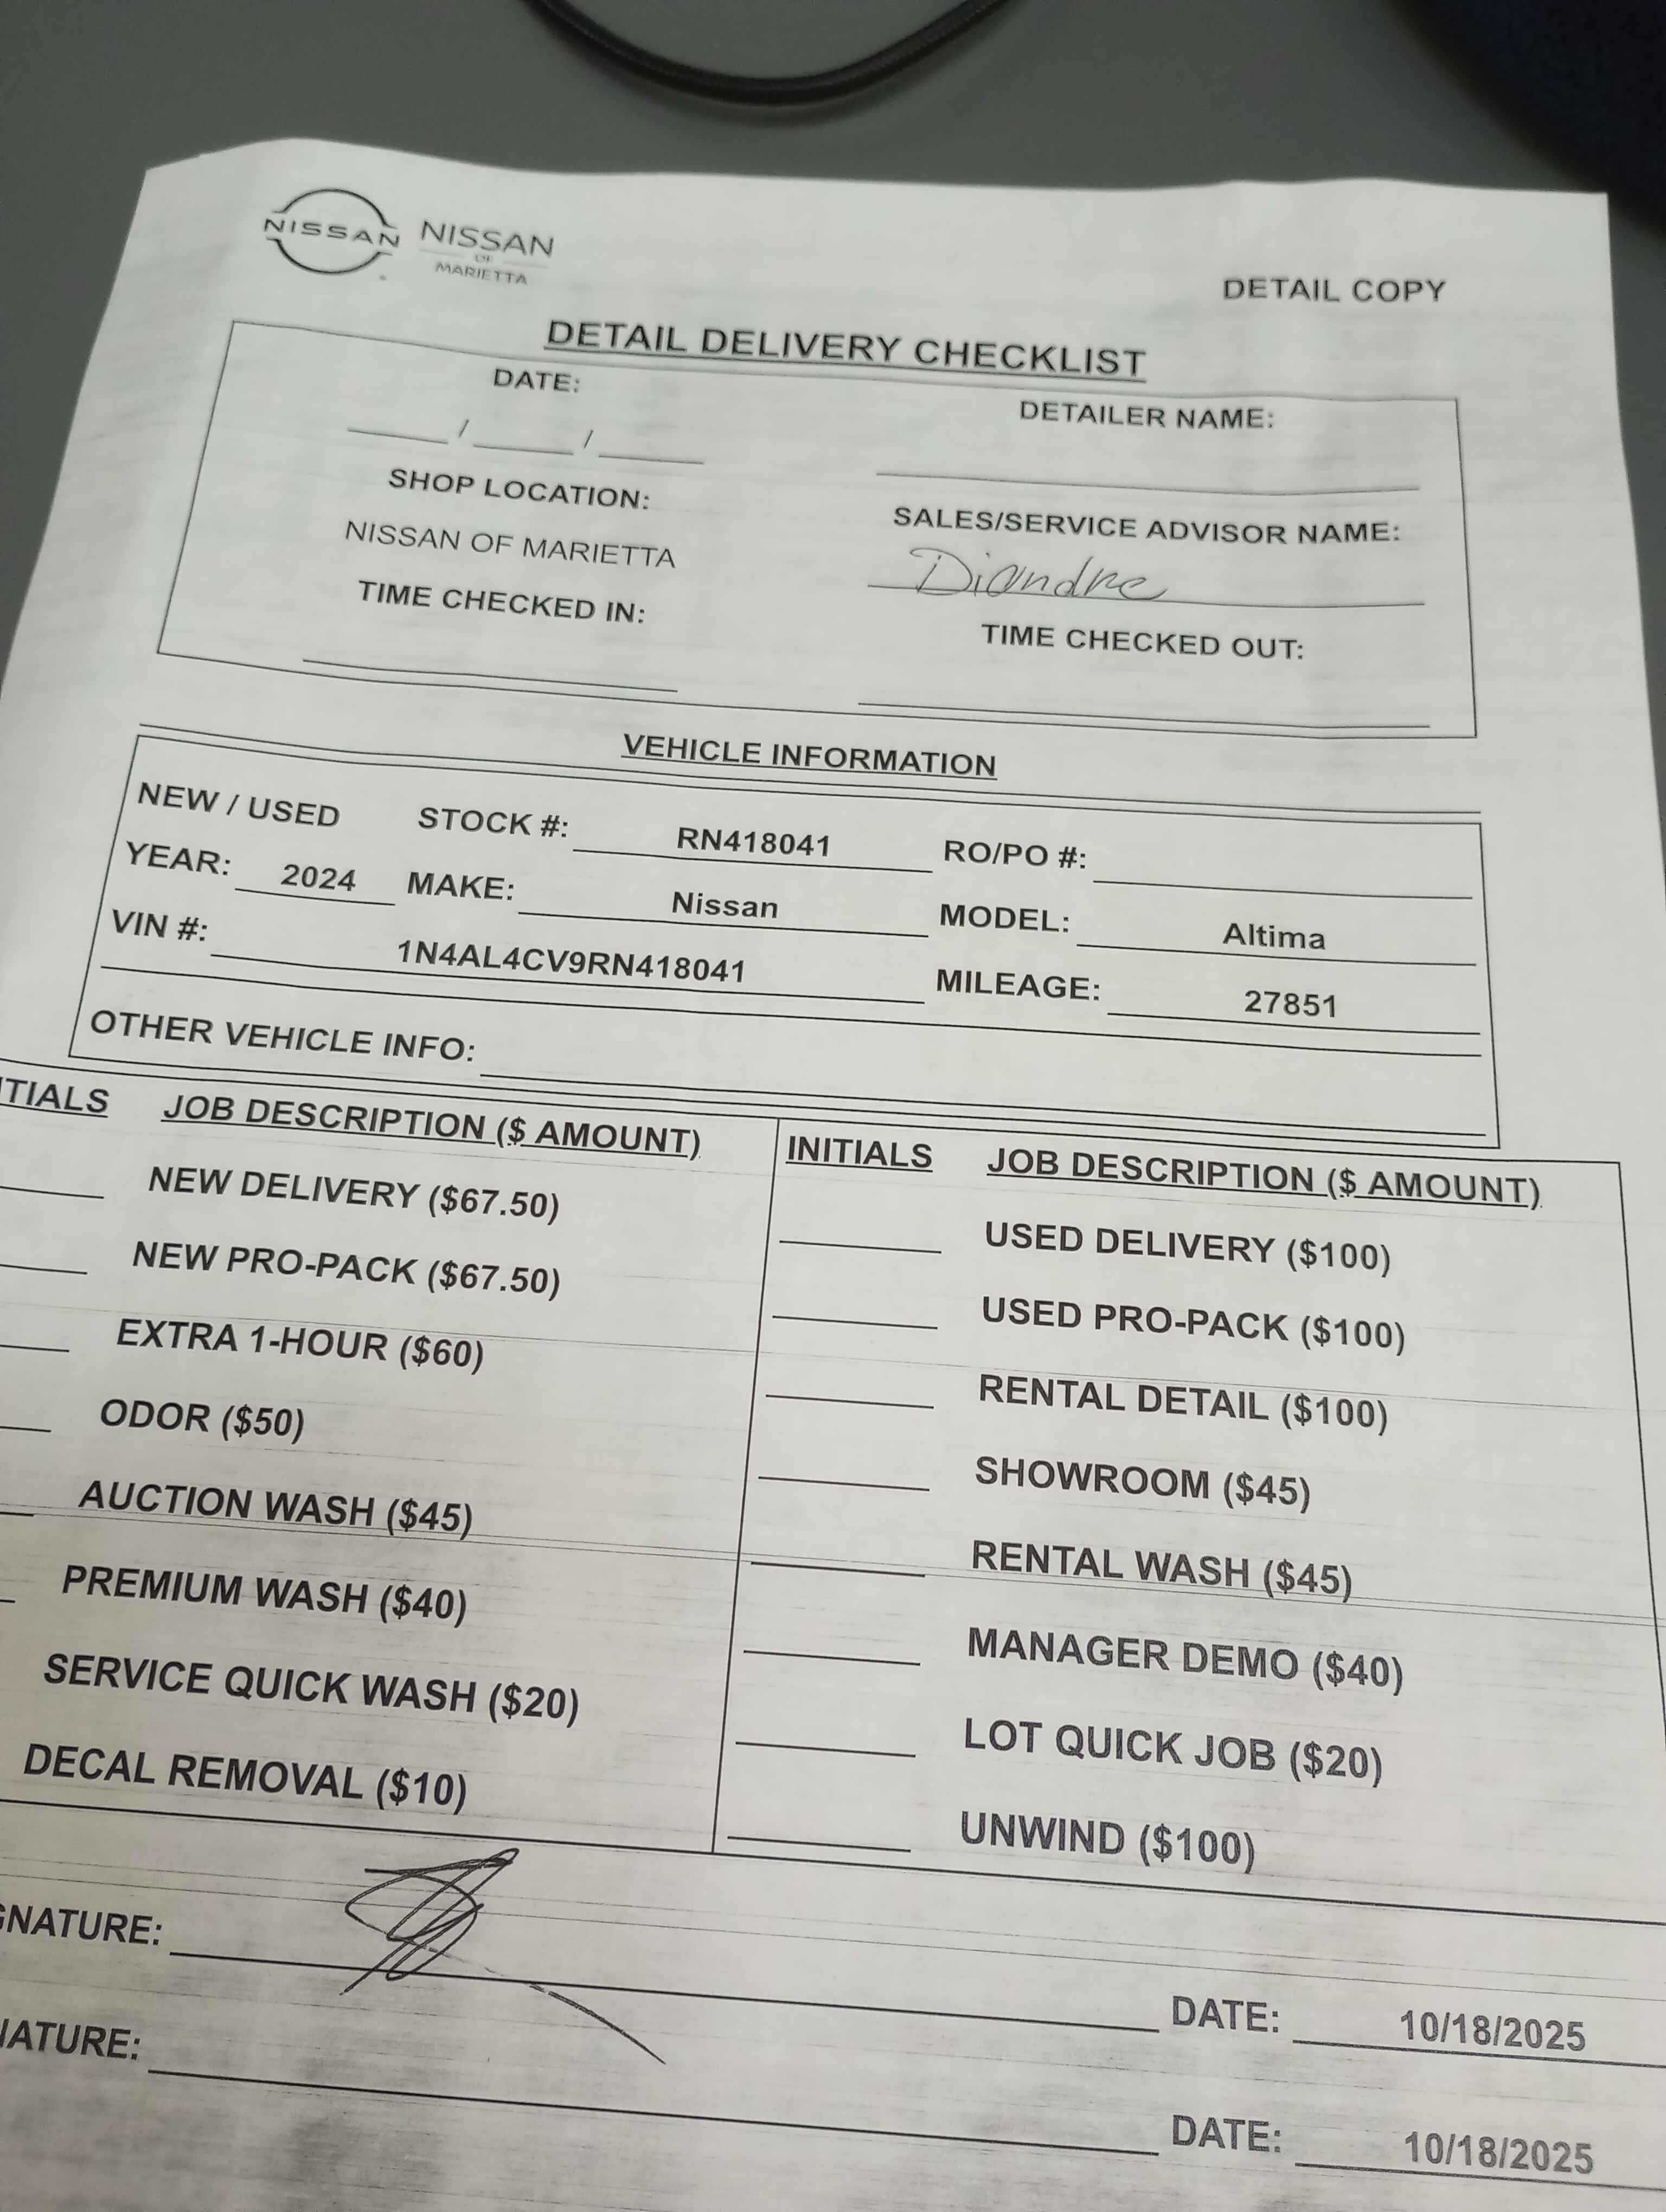 NISSAN
NISSAN
OF
MARIETTA
DETAIL COPY
DETAIL DELIVERY CHECKLIST
DATE:
____ / ____ / ____
DETAILER NAME:
SHOP LOCATION:
NISSAN OF MARIETTA
SALES/SERVICE ADVISOR NAME:
Diandre
TIME CHECKED IN:
TIME CHECKED OUT:
VEHICLE INFORMATION
NEW / USED STOCK #: RN418041 RO/PO #:
YEAR: 2024 MAKE: Nissan MODEL: Altima
VIN #: 1N4AL4CV9RN418041 MILEAGE: 27851
OTHER VEHICLE INFO:
TIALS JOB DESCRIPTION ($ AMOUNT)
NEW DELIVERY ($67.50)
NEW PRO-PACK ($67.50)
EXTRA 1-HOUR ($60)
ODOR ($50)
AUCTION WASH ($45)
PREMIUM WASH ($40)
SERVICE QUICK WASH ($20)
DECAL REMOVAL ($10)
INITIALS JOB DESCRIPTION ($ AMOUNT)
USED DELIVERY ($100)
USED PRO-PACK ($100)
RENTAL DETAIL ($100)
SHOWROOM ($45)
RENTAL WASH ($45)
MANAGER DEMO ($40)
LOT QUICK JOB ($20)
UNWIND ($100)
GNATURE: DATE: 10/18/2025
NATURE: DATE: 10/18/2025